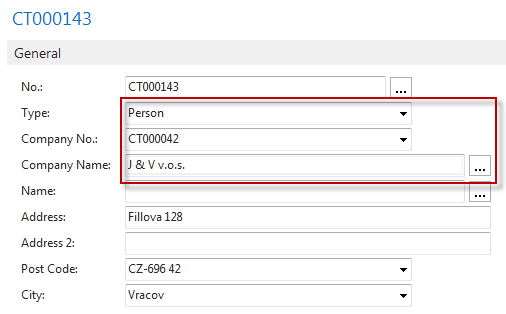 CT000143
General
No.: CT000143 ...
Type: Person
Company No.: CT000042
Company Name: J & V v.o.s. ...
Name: ...
Address: Fillova 128
Address 2:
Post Code: CZ-696 42
City: Vracov